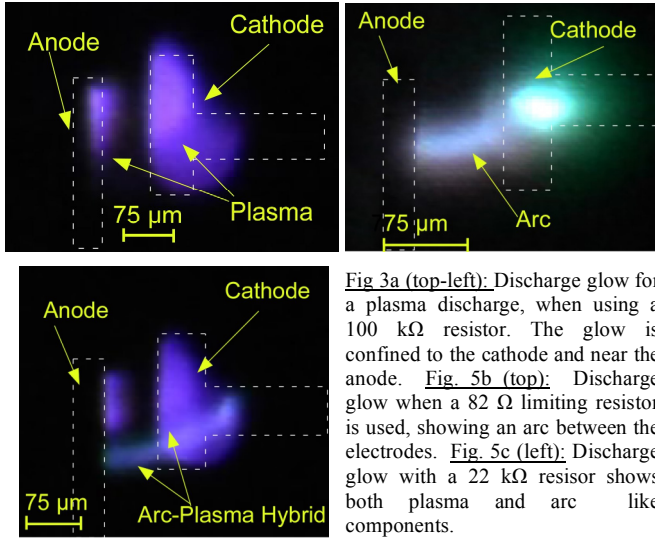 Anode
Cathode
Plasma
75 µm
Anode
Cathode
Arc
75 µm
Anode
Cathode
Arc-Plasma Hybrid
75 µm
Fig 3a (top-left): Discharge glow for
a plasma discharge, when using a
100 kΩ resistor. The glow is
confined to the cathode and near the
anode. Fig. 5b (top): Discharge
glow when a 82 Ω limiting resistor
is used, showing an arc between the
electrodes. Fig. 5c (left): Discharge
glow with a 22 kΩ resisor shows
both plasma and arc like
components.